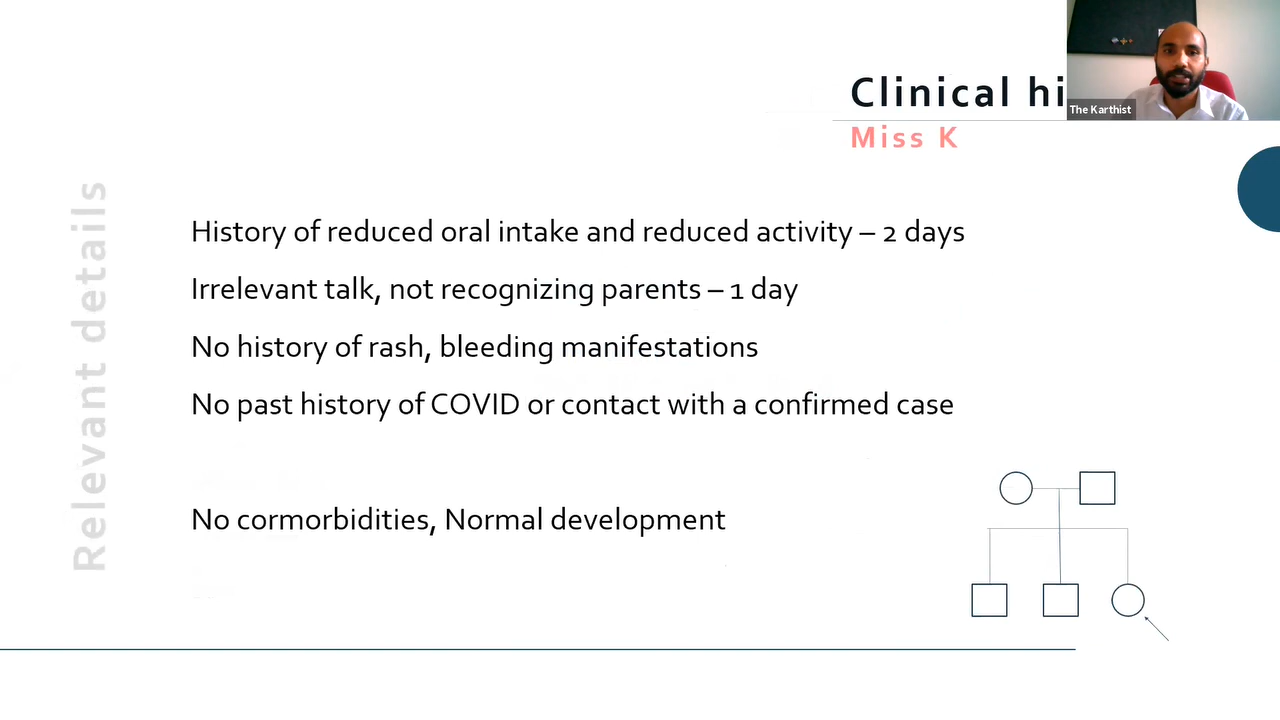 Clinical hi
The Karthist
Miss K
Relevant details
History of reduced oral intake and reduced activity – 2 days
Irrelevant talk, not recognizing parents – 1 day
No history of rash, bleeding manifestations
No past history of COVID or contact with a confirmed case
No cormorbidities, Normal development